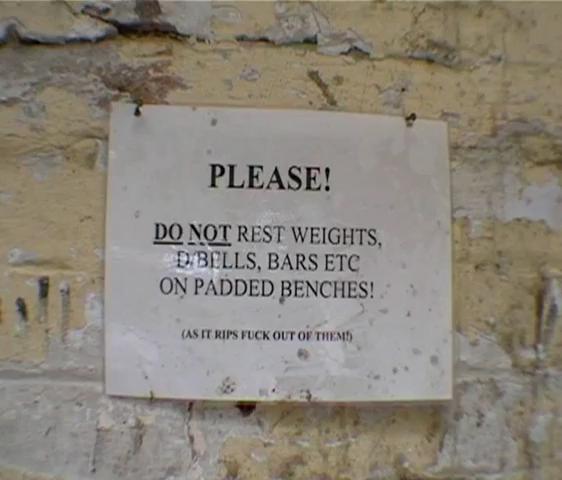 PLEASE!
DO NOT REST WEIGHTS,
D/BELLS, BARS ETC
ON PADDED BENCHES!
(AS IT RIPS FUCK OUT OF THEM!)